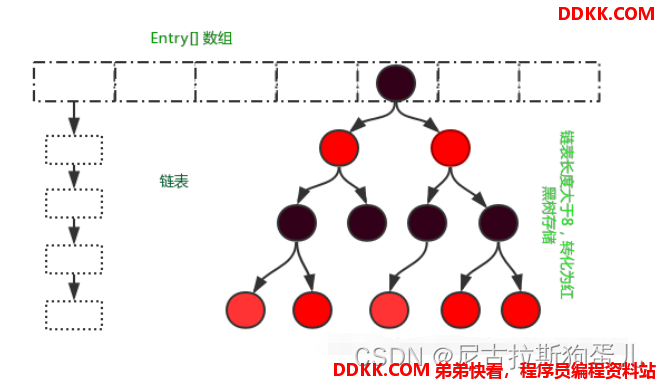 DDKK.COM
Entry[] 数组
链表
链表长度大于8，转化为红
黑树存储
CSDN @尼古拉斯狗蛋儿.
DDKK.COM 弟弟快看，程序员编程资料站